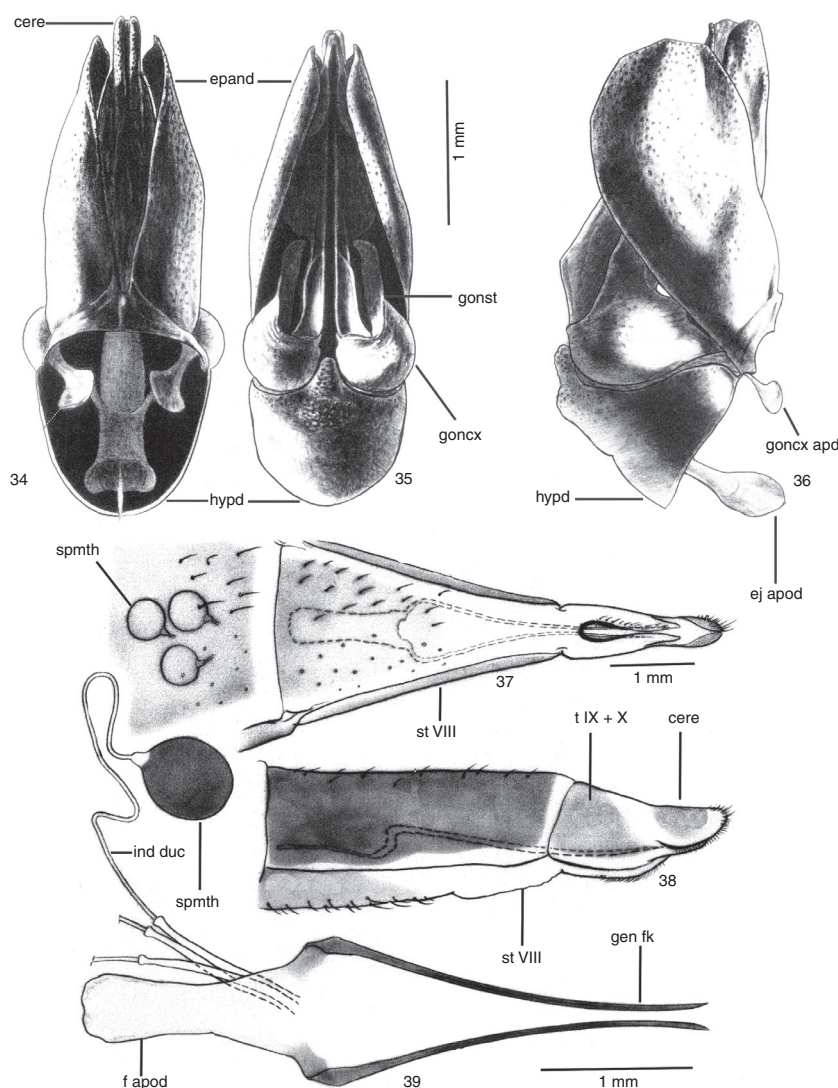 cere
epand
1 mm
gonst
goncx
goncx apd
34
hypd
35
hypd
36
ej apod
spmth
37
1 mm
st VIII
t IX + X
cere
ind duc
spmth
38
st VIII
gen fk
f apod
39
1 mm